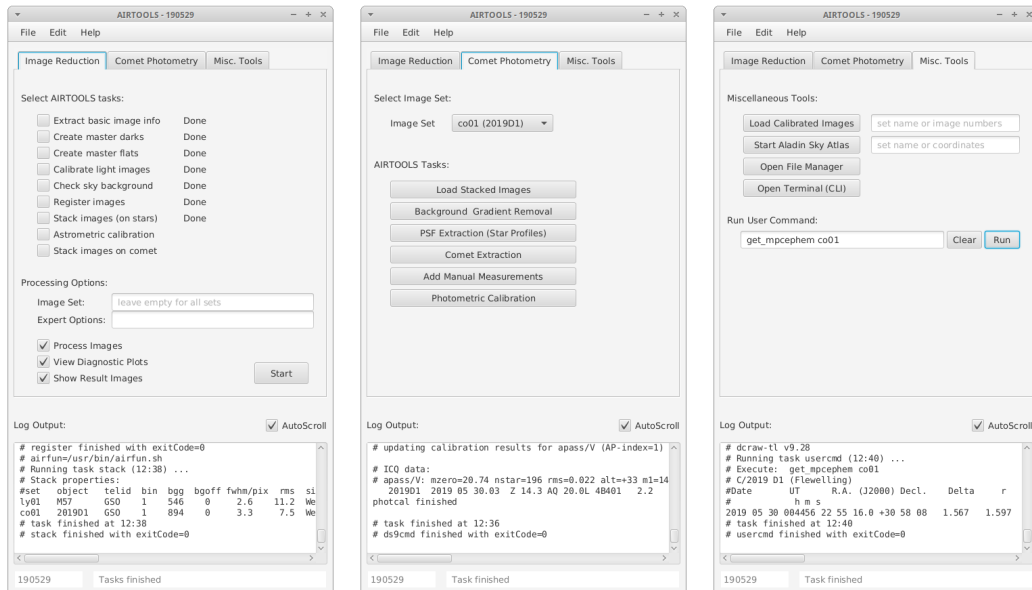 AIRTOOLS - 190529
File Edit Help
Image Reduction Comet Photometry Misc. Tools
Select AIRTOOLS tasks:
Extract basic image info Done
Create master darks Done
Create master flats Done
Calibrate light images Done
Check sky background Done
Register images Done
Stack images (on stars) Done
Astrometric calibration
Stack images on comet
Processing Options:
Image Set: leave empty for all sets
Expert Options:
Process Images
View Diagnostic Plots
Show Result Images
Start
Log Output: AutoScroll
# register finished with exitCode=0
# airfun=/usr/bin/airfun.sh
# Running task stack (12:38) ...
# Stack properties:
#set object telid bin bgg bgoff fwhm/pix rms si
ly01 M57 GSO 1 546 0 2.6 11.2 We
co01 2019D1 GSO 1 894 0 3.3 7.5 We
# task finished at 12:38
# stack finished with exitCode=0
190529 Tasks finished
AIRTOOLS - 190529
File Edit Help
Image Reduction Comet Photometry Misc. Tools
Select Image Set:
Image Set co01 (2019D1)
AIRTOOLS Tasks:
Load Stacked Images
Background Gradient Removal
PSF Extraction (Star Profiles)
Comet Extraction
Add Manual Measurements
Photometric Calibration
Log Output: AutoScroll
# updating calibration results for apass/V (AP-index=1)
# ICQ data:
# apass/V: mzero=20.74 nstar=196 rms=0.022 alt=+33 m1=14
2019D1 2019 05 30.03 Z 14.3 AQ 20.0L 4B401 2.2
photcal finished
# task finished at 12:36
# ds9cmd finished with exitCode=0
190529 Task finished
AIRTOOLS - 190529
File Edit Help
Image Reduction Comet Photometry Misc. Tools
Miscellaneous Tools:
Load Calibrated Images set name or image numbers
Start Aladin Sky Atlas set name or coordinates
Open File Manager
Open Terminal (CLI)
Run User Command:
get_mpcephem co01 Clear Run
Log Output: AutoScroll
# dcraw-tl v9.28
# Running task usercmd (12:40) ...
# Execute: get_mpcephem co01
# C/2019 D1 (Flewelling)
#Date UT R.A. (J2000) Decl. Delta r
# h m s
2019 05 30 004456 22 55 16.0 +30 58 08 1.567 1.597
# task finished at 12:40
# usercmd finished with exitCode=0
190529 Task finished